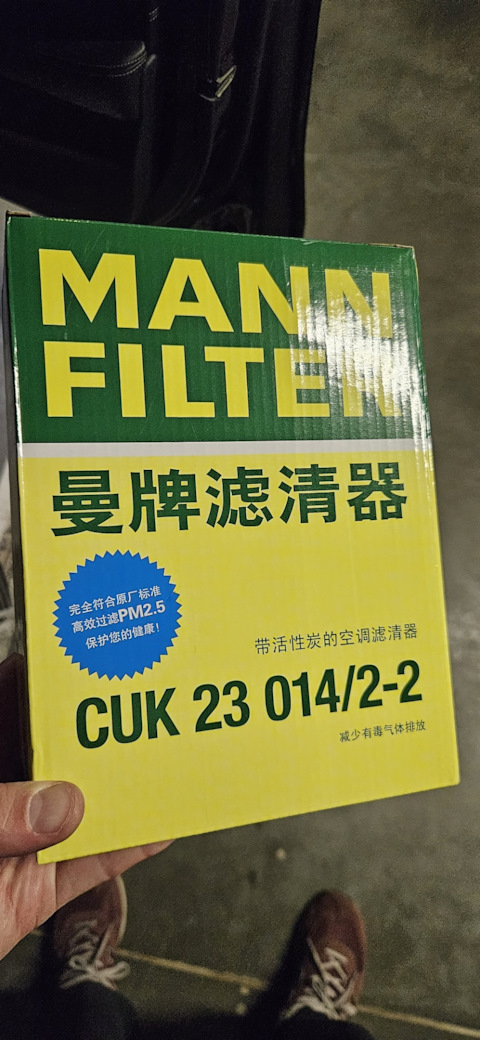 MANN
FILTER
曼牌滤清器
完全符合原厂标准
高效过滤PM2.5
保护您的健康!
带活性炭的空调滤清器
CUK 23 014/2-2
减少有毒气体排放